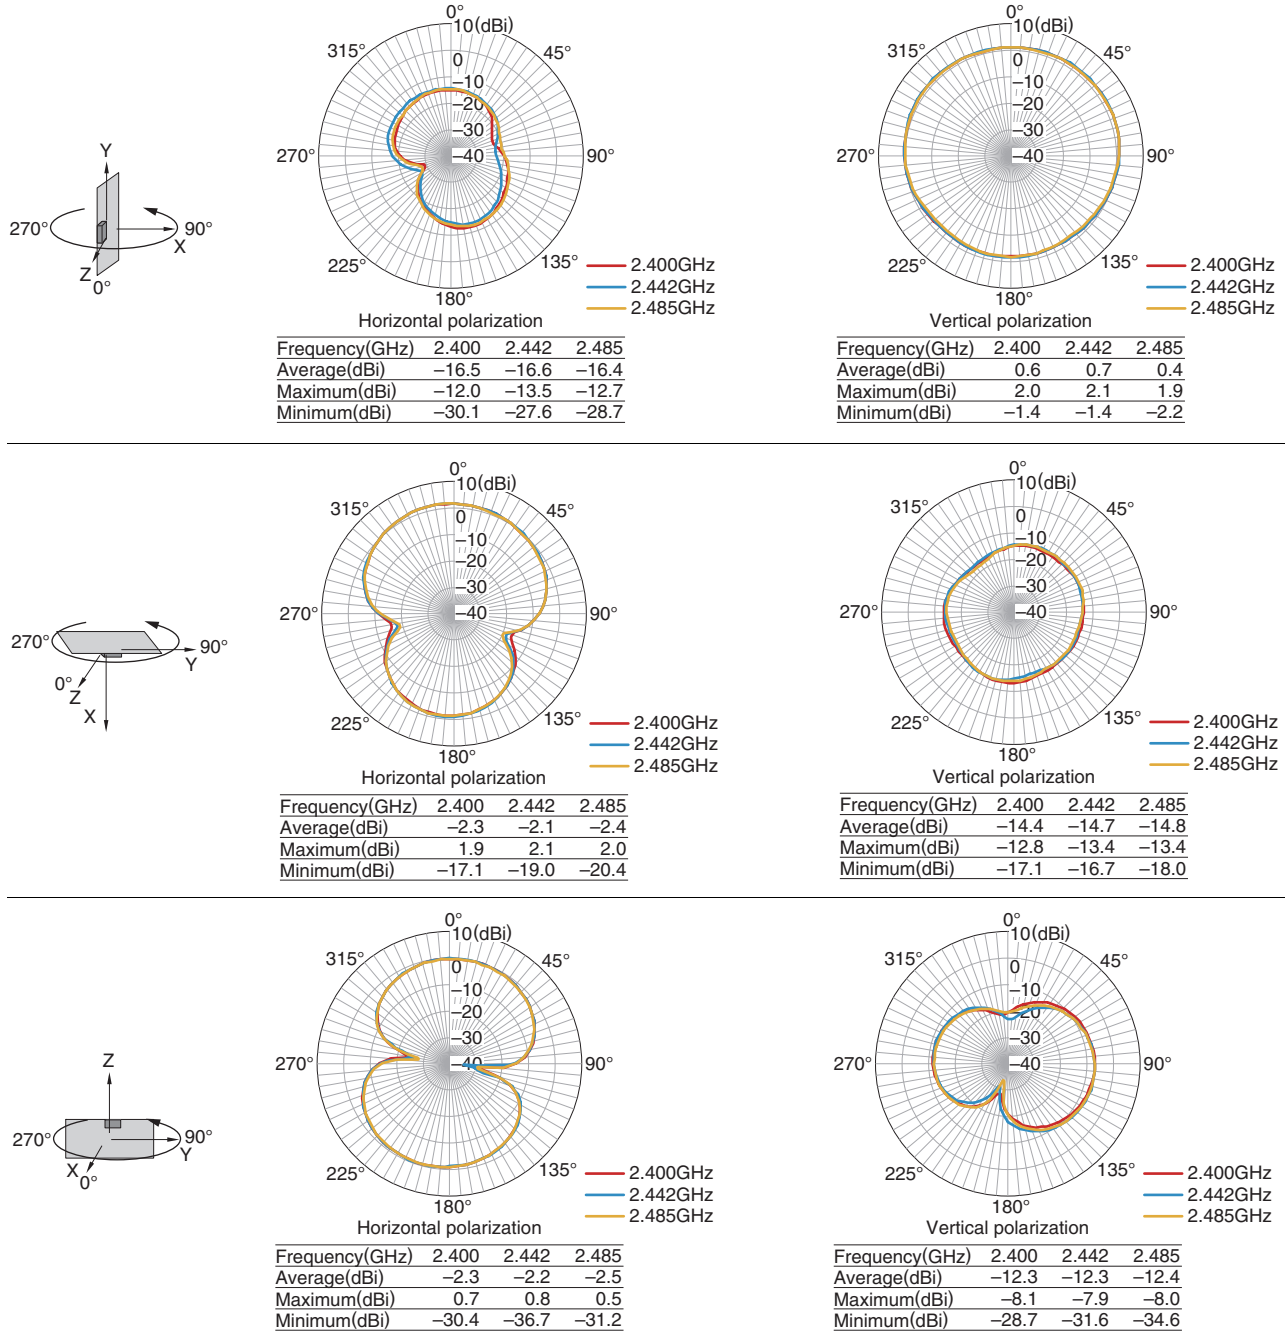 0°
10(dBi)
315°
45°
0
–10
–20
–30
–40
270°
90°
225°
135°
180°
2.400GHz
2.442GHz
2.485GHz
Horizontal polarization
Frequency(GHz) 2.400 2.442 2.485
Average(dBi) –16.5 –16.6 –16.4
Maximum(dBi) –12.0 –13.5 –12.7
Minimum(dBi) –30.1 –27.6 –28.7
Y
270°
90°
X
Z
0°
0°
10(dBi)
315°
45°
0
–10
–20
–30
–40
270°
90°
225°
135°
180°
2.400GHz
2.442GHz
2.485GHz
Vertical polarization
Frequency(GHz) 2.400 2.442 2.485
Average(dBi) 0.6 0.7 0.4
Maximum(dBi) 2.0 2.1 1.9
Minimum(dBi) –1.4 –1.4 –2.2
270°
90°
Y
0°
Z
X
0°
10(dBi)
315°
45°
0
–10
–20
–30
–40
270°
90°
225°
135°
180°
2.400GHz
2.442GHz
2.485GHz
Horizontal polarization
Frequency(GHz) 2.400 2.442 2.485
Average(dBi) –2.3 –2.1 –2.4
Maximum(dBi) 1.9 2.1 2.0
Minimum(dBi) –17.1 –19.0 –20.4
0°
10(dBi)
315°
45°
0
–10
–20
–30
–40
270°
90°
225°
135°
180°
2.400GHz
2.442GHz
2.485GHz
Vertical polarization
Frequency(GHz) 2.400 2.442 2.485
Average(dBi) –14.4 –14.7 –14.8
Maximum(dBi) –12.8 –13.4 –13.4
Minimum(dBi) –17.1 –16.7 –18.0
Z
270°
90°
Y
X
0°
0°
10(dBi)
315°
45°
0
–10
–20
–30
–40
270°
90°
225°
135°
180°
2.400GHz
2.442GHz
2.485GHz
Horizontal polarization
Frequency(GHz) 2.400 2.442 2.485
Average(dBi) –2.3 –2.2 –2.5
Maximum(dBi) 0.7 0.8 0.5
Minimum(dBi) –30.4 –36.7 –31.2
0°
10(dBi)
315°
45°
0
–10
–20
–30
–40
270°
90°
225°
135°
180°
2.400GHz
2.442GHz
2.485GHz
Vertical polarization
Frequency(GHz) 2.400 2.442 2.485
Average(dBi) –12.3 –12.3 –12.4
Maximum(dBi) –8.1 –7.9 –8.0
Minimum(dBi) –28.7 –31.6 –34.6